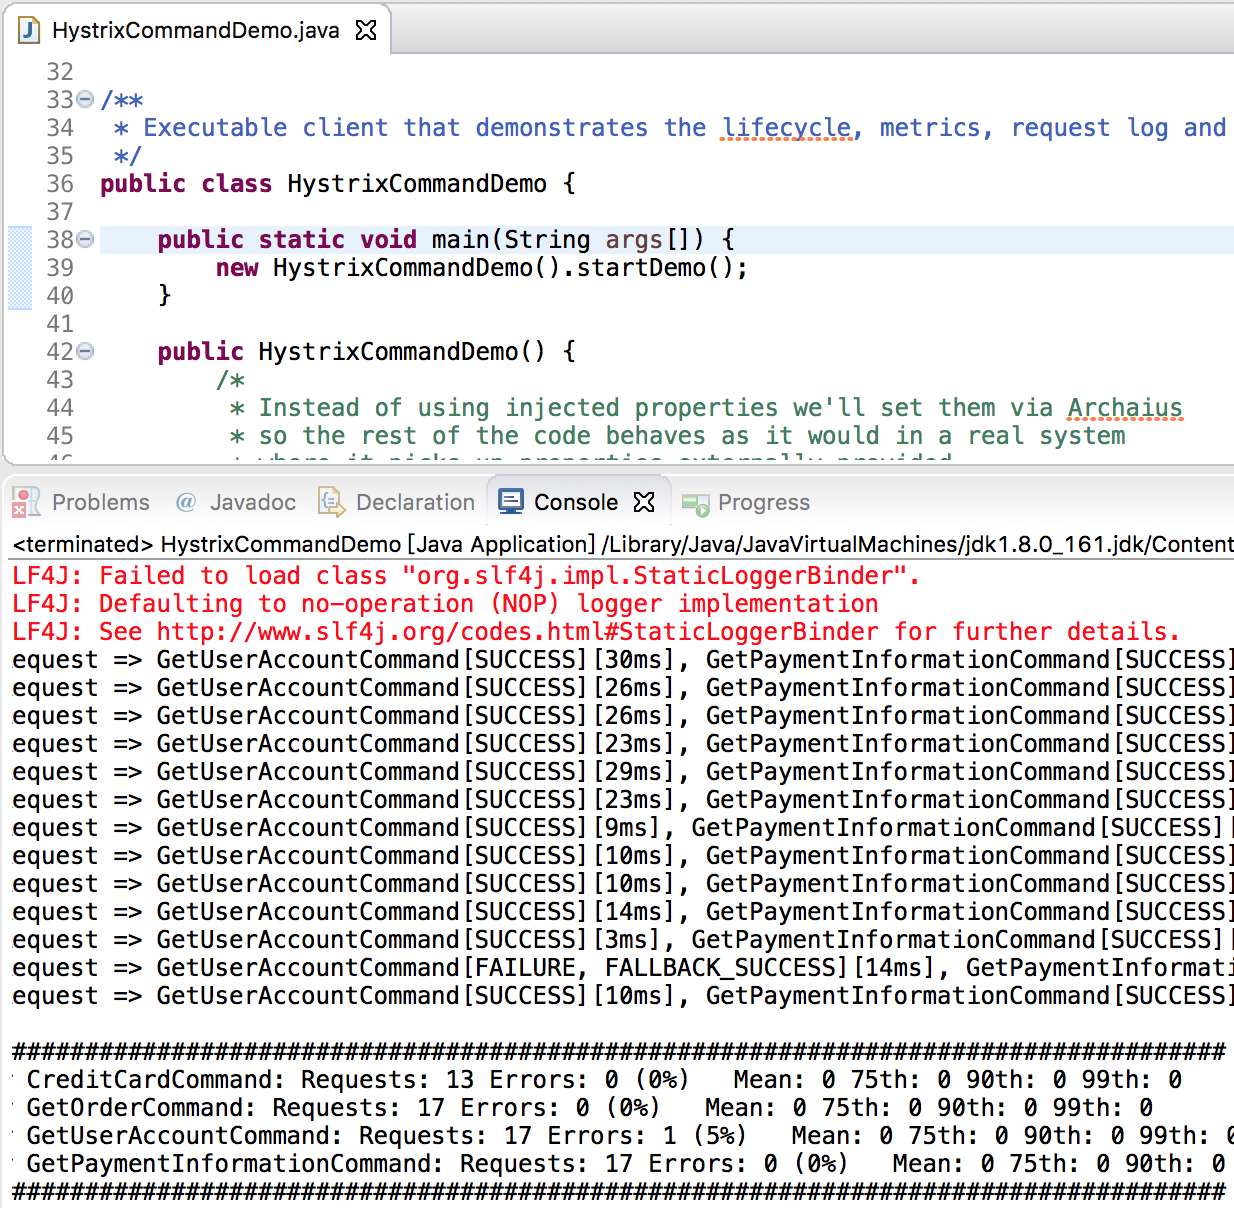 HystrixCommandDemo.java
32
33 /**
34 * Executable client that demonstrates the lifecycle, metrics, request log and
35 */
36 public class HystrixCommandDemo {
37
38 public static void main(String args[]) {
39 new HystrixCommandDemo().startDemo();
40 }
41
42 public HystrixCommandDemo() {
43 /*
44 * Instead of using injected properties we'll set them via Archaius
45 * so the rest of the code behaves as it would in a real system
Problems @ Javadoc Declaration Console Progress
<terminated> HystrixCommandDemo [Java Application] /Library/Java/JavaVirtualMachines/jdk1.8.0_161.jdk/Content
LF4J: Failed to load class "org.slf4j.impl.StaticLoggerBinder".
LF4J: Defaulting to no-operation (NOP) logger implementation
LF4J: See http://www.slf4j.org/codes.html#StaticLoggerBinder for further details.
equest => GetUserAccountCommand[SUCCESS][30ms], GetPaymentInformationCommand[SUCCESS]
equest => GetUserAccountCommand[SUCCESS][26ms], GetPaymentInformationCommand[SUCCESS]
equest => GetUserAccountCommand[SUCCESS][26ms], GetPaymentInformationCommand[SUCCESS]
equest => GetUserAccountCommand[SUCCESS][23ms], GetPaymentInformationCommand[SUCCESS]
equest => GetUserAccountCommand[SUCCESS][29ms], GetPaymentInformationCommand[SUCCESS]
equest => GetUserAccountCommand[SUCCESS][23ms], GetPaymentInformationCommand[SUCCESS]
equest => GetUserAccountCommand[SUCCESS][9ms], GetPaymentInformationCommand[SUCCESS][
equest => GetUserAccountCommand[SUCCESS][10ms], GetPaymentInformationCommand[SUCCESS]
equest => GetUserAccountCommand[SUCCESS][10ms], GetPaymentInformationCommand[SUCCESS]
equest => GetUserAccountCommand[SUCCESS][14ms], GetPaymentInformationCommand[SUCCESS]
equest => GetUserAccountCommand[SUCCESS][3ms], GetPaymentInformationCommand[SUCCESS][
equest => GetUserAccountCommand[FAILURE, FALLBACK_SUCCESS][14ms], GetPaymentInformati
equest => GetUserAccountCommand[SUCCESS][10ms], GetPaymentInformationCommand[SUCCESS]
####################################################################################
CreditCardCommand: Requests: 13 Errors: 0 (0%) Mean: 0 75th: 0 90th: 0 99th: 0
GetOrderCommand: Requests: 17 Errors: 0 (0%) Mean: 0 75th: 0 90th: 0 99th: 0
GetUserAccountCommand: Requests: 17 Errors: 1 (5%) Mean: 0 75th: 0 90th: 0 99th: 0
GetPaymentInformationCommand: Requests: 17 Errors: 0 (0%) Mean: 0 75th: 0 90th: 0
####################################################################################